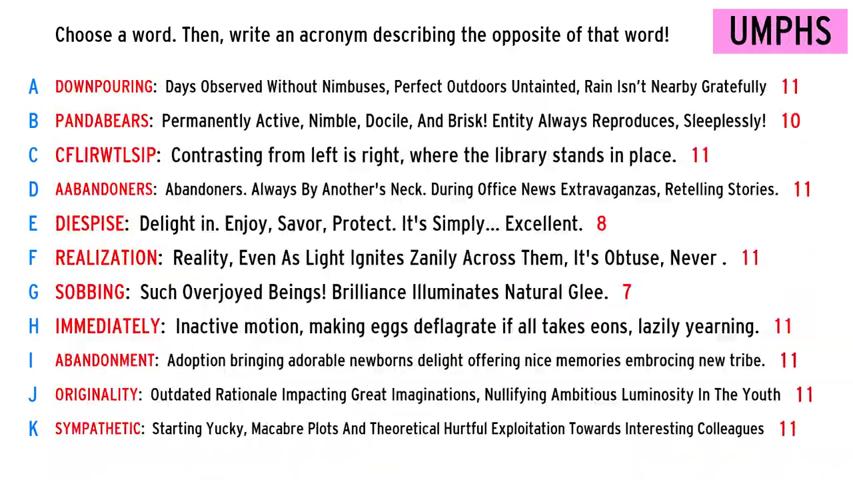 Choose a word. Then, write an acronym describing the opposite of that word!
UMPHS
A DOWNPOURING: Days Observed Without Nimbuses, Perfect Outdoors Untainted, Rain Isn't Nearby Gratefully 11
B PANDABEARS: Permanently Active, Nimble, Docile, And Brisk! Entity Always Reproduces, Sleeplessly! 10
C CFLIRWTLSIP: Contrasting from left is right, where the library stands in place. 11
D AABANDONERS: Abandoners. Always By Another's Neck. During Office News Extravaganzas, Retelling Stories. 11
E DIESPISE: Delight in. Enjoy, Savor, Protect. It's Simply... Excellent. 8
F REALIZATION: Reality, Even As Light Ignites Zanily Across Them, It's Obtuse, Never . 11
G SOBBING: Such Overjoyed Beings! Brilliance Illuminates Natural Glee. 7
H IMMEDIATELY: Inactive motion, making eggs deflagrate if all takes eons, lazily yearning. 11
I ABANDONMENT: Adoption bringing adorable newborns delight offering nice memories embrocing new tribe. 11
J ORIGINALITY: Outdated Rationale Impacting Great Imaginations, Nullifying Ambitious Luminosity In The Youth 11
K SYMPATHETIC: Starting Yucky, Macabre Plots And Theoretical Hurtful Exploitation Towards Interesting Colleagues 11